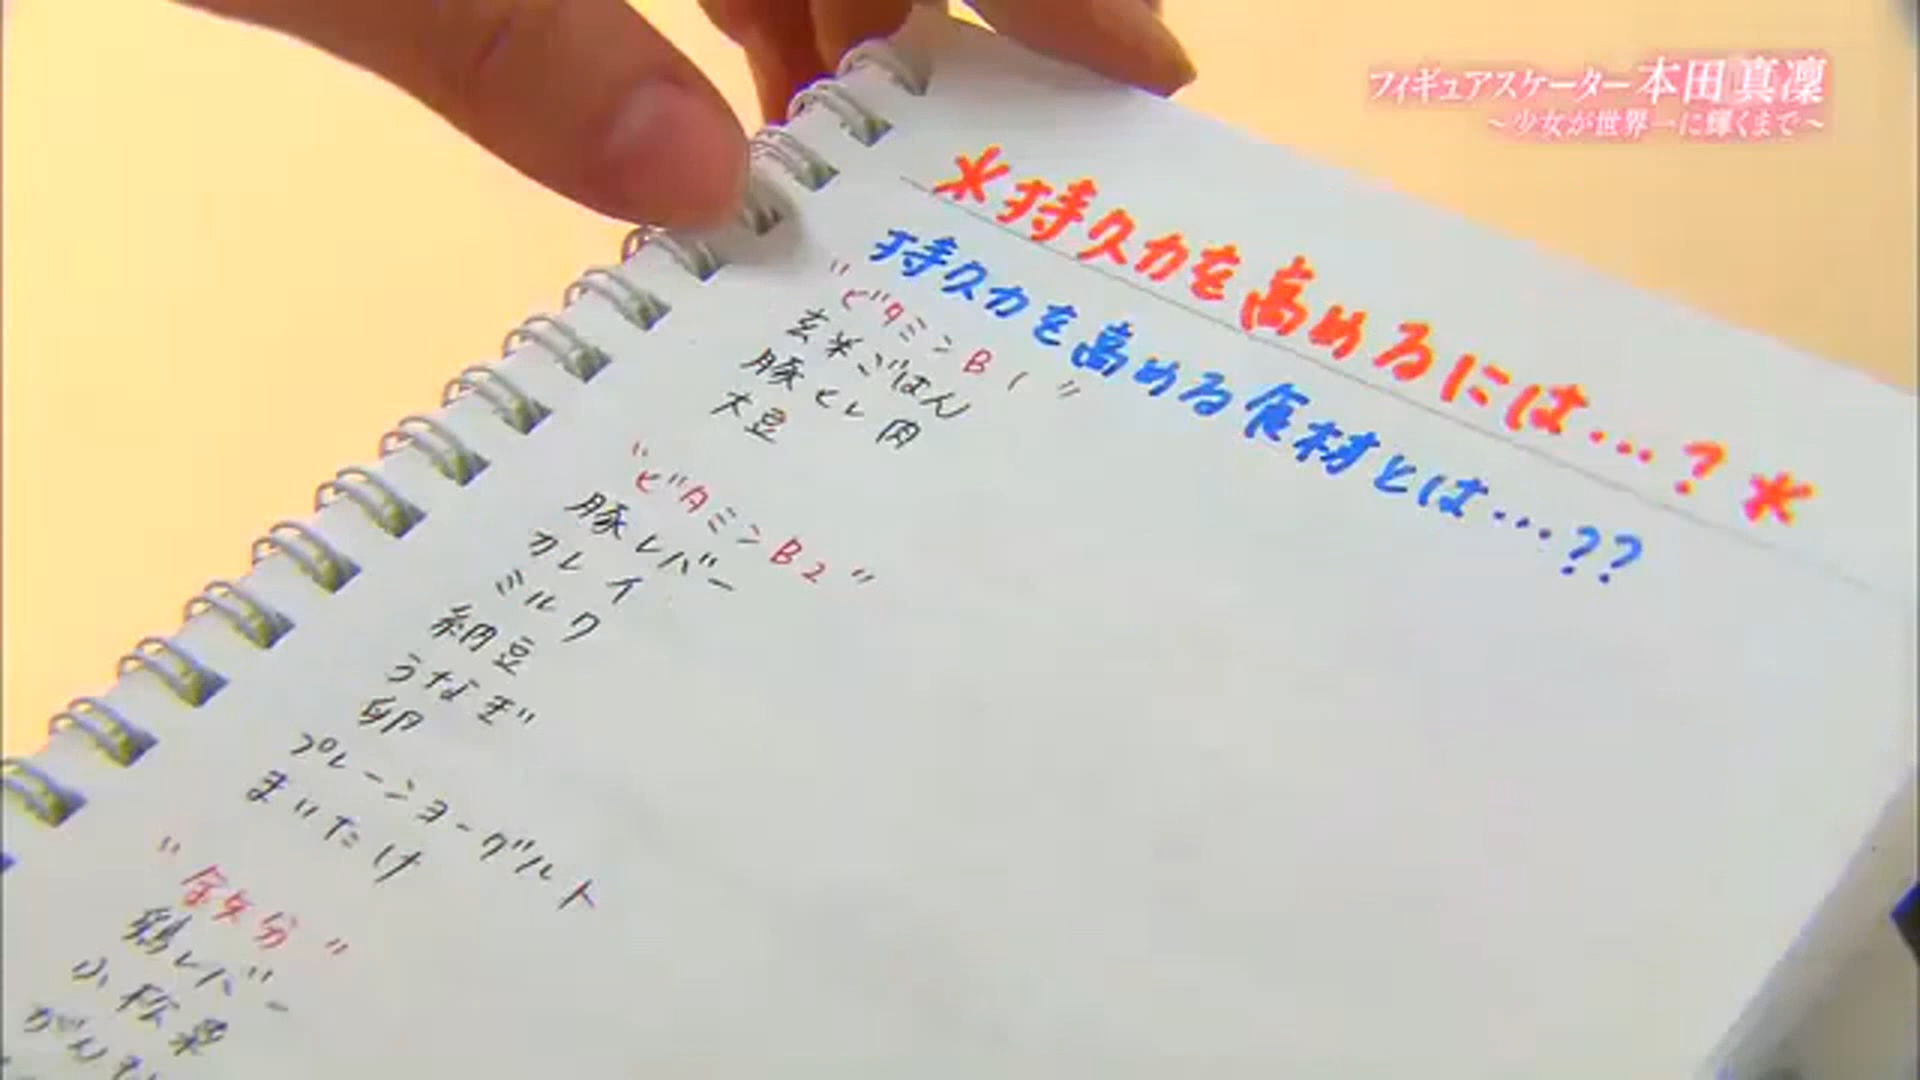 フィギュアスケーター本田真凜
~少女が世界一に輝くまで~
*持久力を高めるには…?*
持久力を高める食材とは…??
"ビタミンB1"
玄米ごはん
豚ヒレ肉
大豆
"ビタミンB2"
豚レバー
カレイ
ミルク
納豆
うなぎ
卵
プレーンヨーグルト
まいたけ
"鉄分"
鶏レバー
小松菜
がん